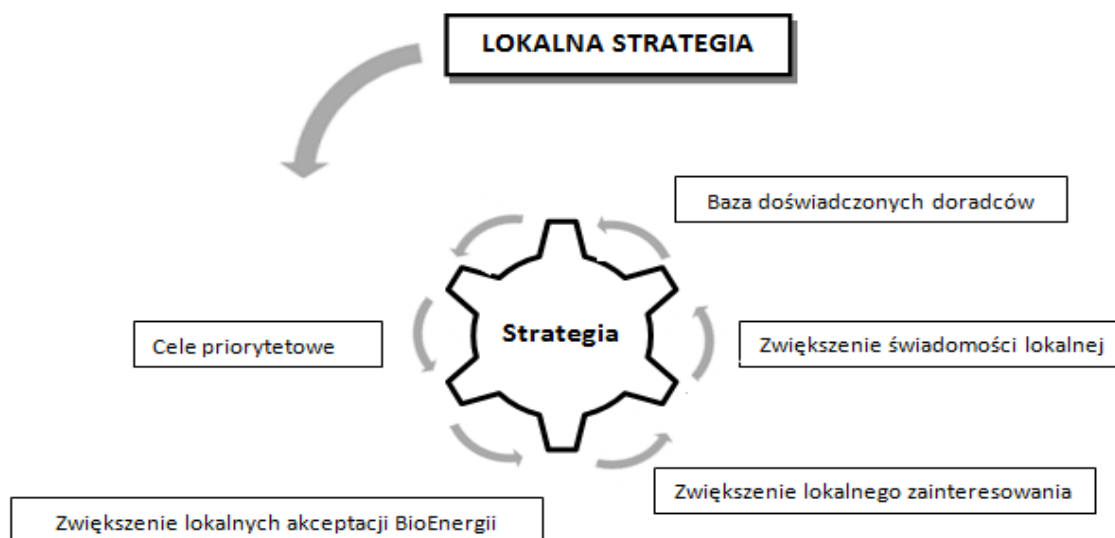 LOKALNA STRATEGIA
Baza doświadczonych doradców
Strategia
Cele priorytetowe
Zwiększenie świadomości lokalnej
Zwiększenie lokalnego zainteresowania
Zwiększenie lokalnych akceptacji BioEnergii